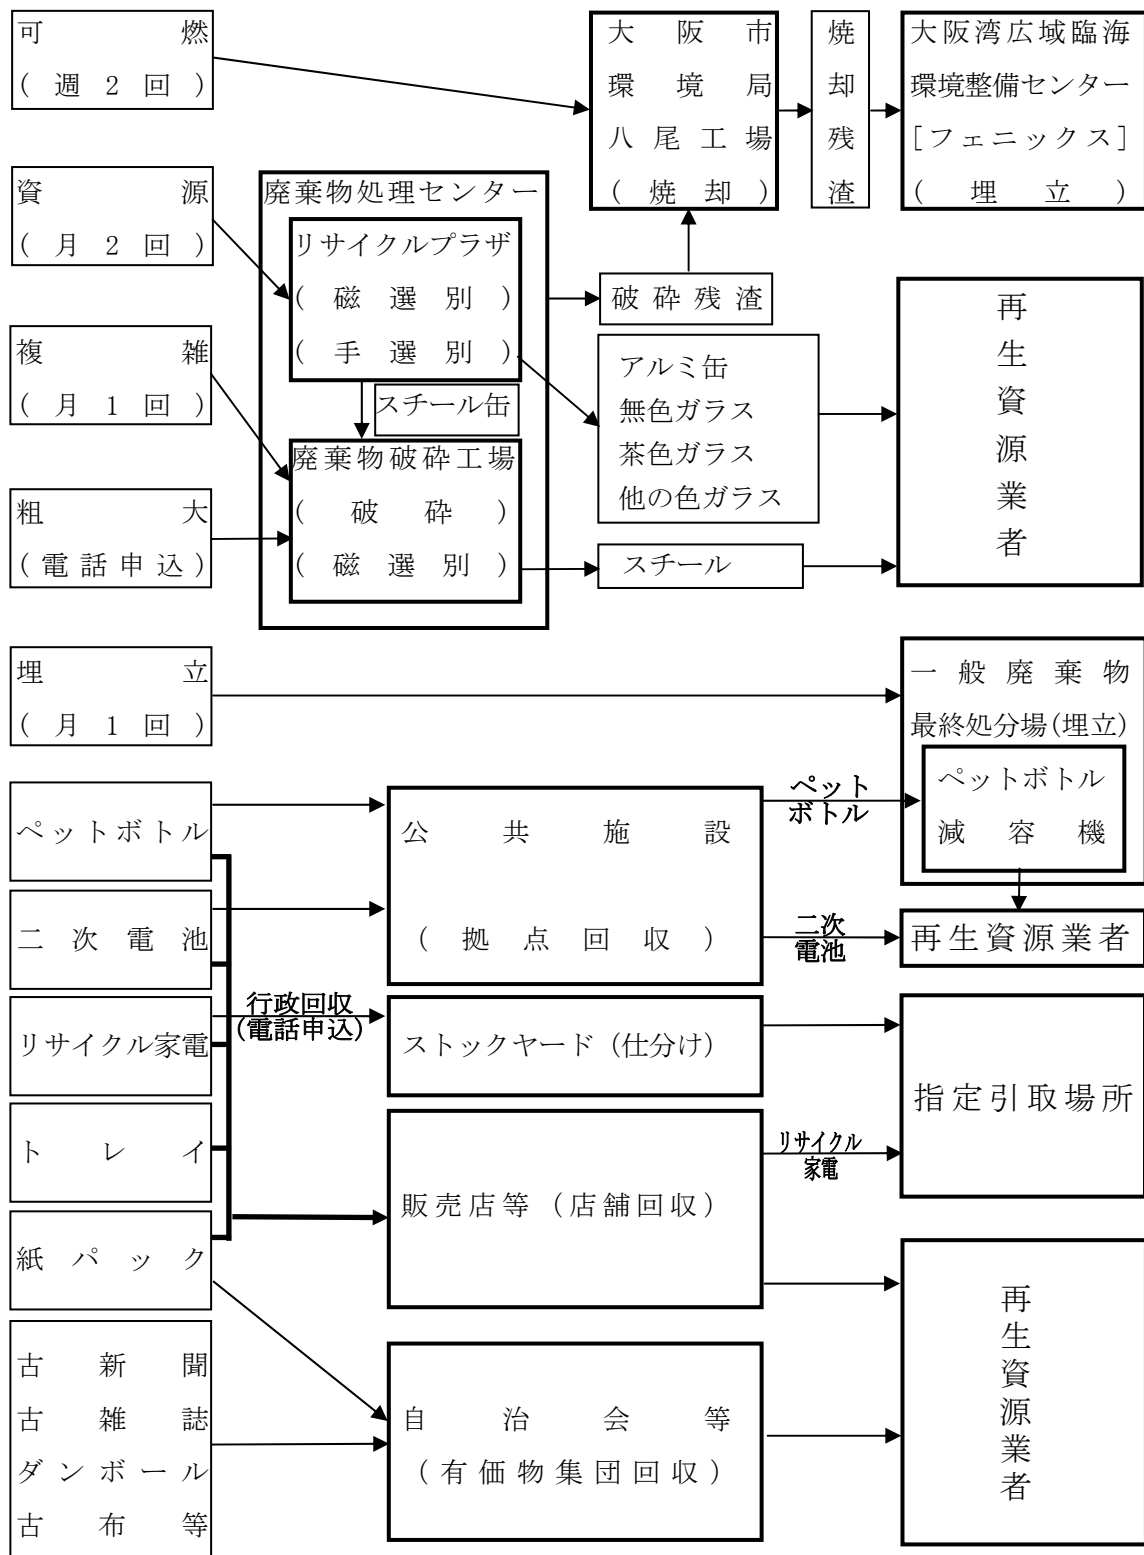 可燃
(週2回)
大阪市
環境局
八尾工場
(焼却)
焼却残渣
大阪湾広域臨海
環境整備センター
[フェニックス]
(埋立)
資源
(月2回)
廃棄物処理センター
リサイクルプラザ
(磁選別)
(手選別)
破砕残渣
再生資源業者
複雑
(月1回)
スチール缶
アルミ缶
無色ガラス
茶色ガラス
他の色ガラス
廃棄物破砕工場
(破砕)
(磁選別)
粗大
(電話申込)
スチール
埋立
(月1回)
一般廃棄物
最終処分場(埋立)
ペットボトル
減容機
ペットボトル
公共施設
(拠点回収)
ペット
ボトル
二次電池
二次
電池
再生資源業者
リサイクル家電
行政回収
(電話申込)
ストックヤード(仕分け)
指定引取場所
トレイ
販売店等(店舗回収)
リサイクル
家電
紙パック
再生資源業者
古新聞
古雑誌
ダンボール
古布等
自治会等
(有価物集団回収)